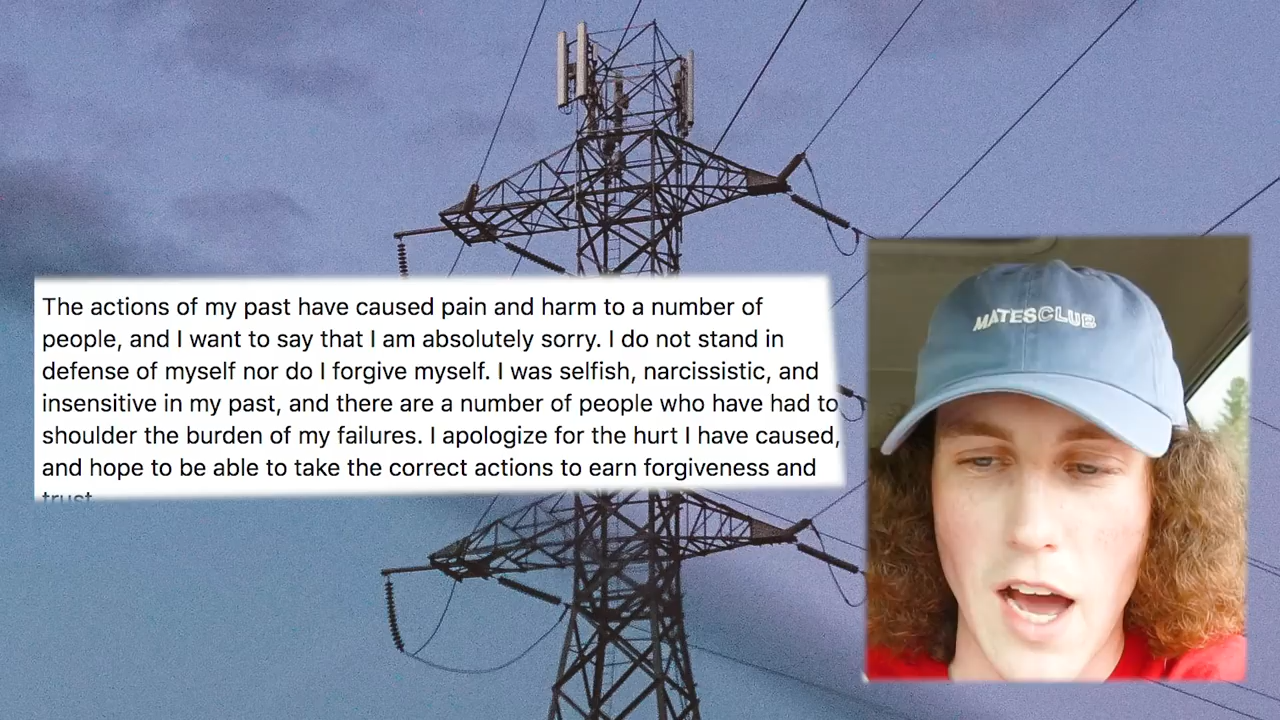 The actions of my past have caused pain and harm to a number of
people, and I want to say that I am absolutely sorry. I do not stand in
defense of myself nor do I forgive myself. I was selfish, narcissistic, and
insensitive in my past, and there are a number of people who have had to
shoulder the burden of my failures. I apologize for the hurt I have caused,
and hope to be able to take the correct actions to earn forgiveness and
trust
MATESCLUB